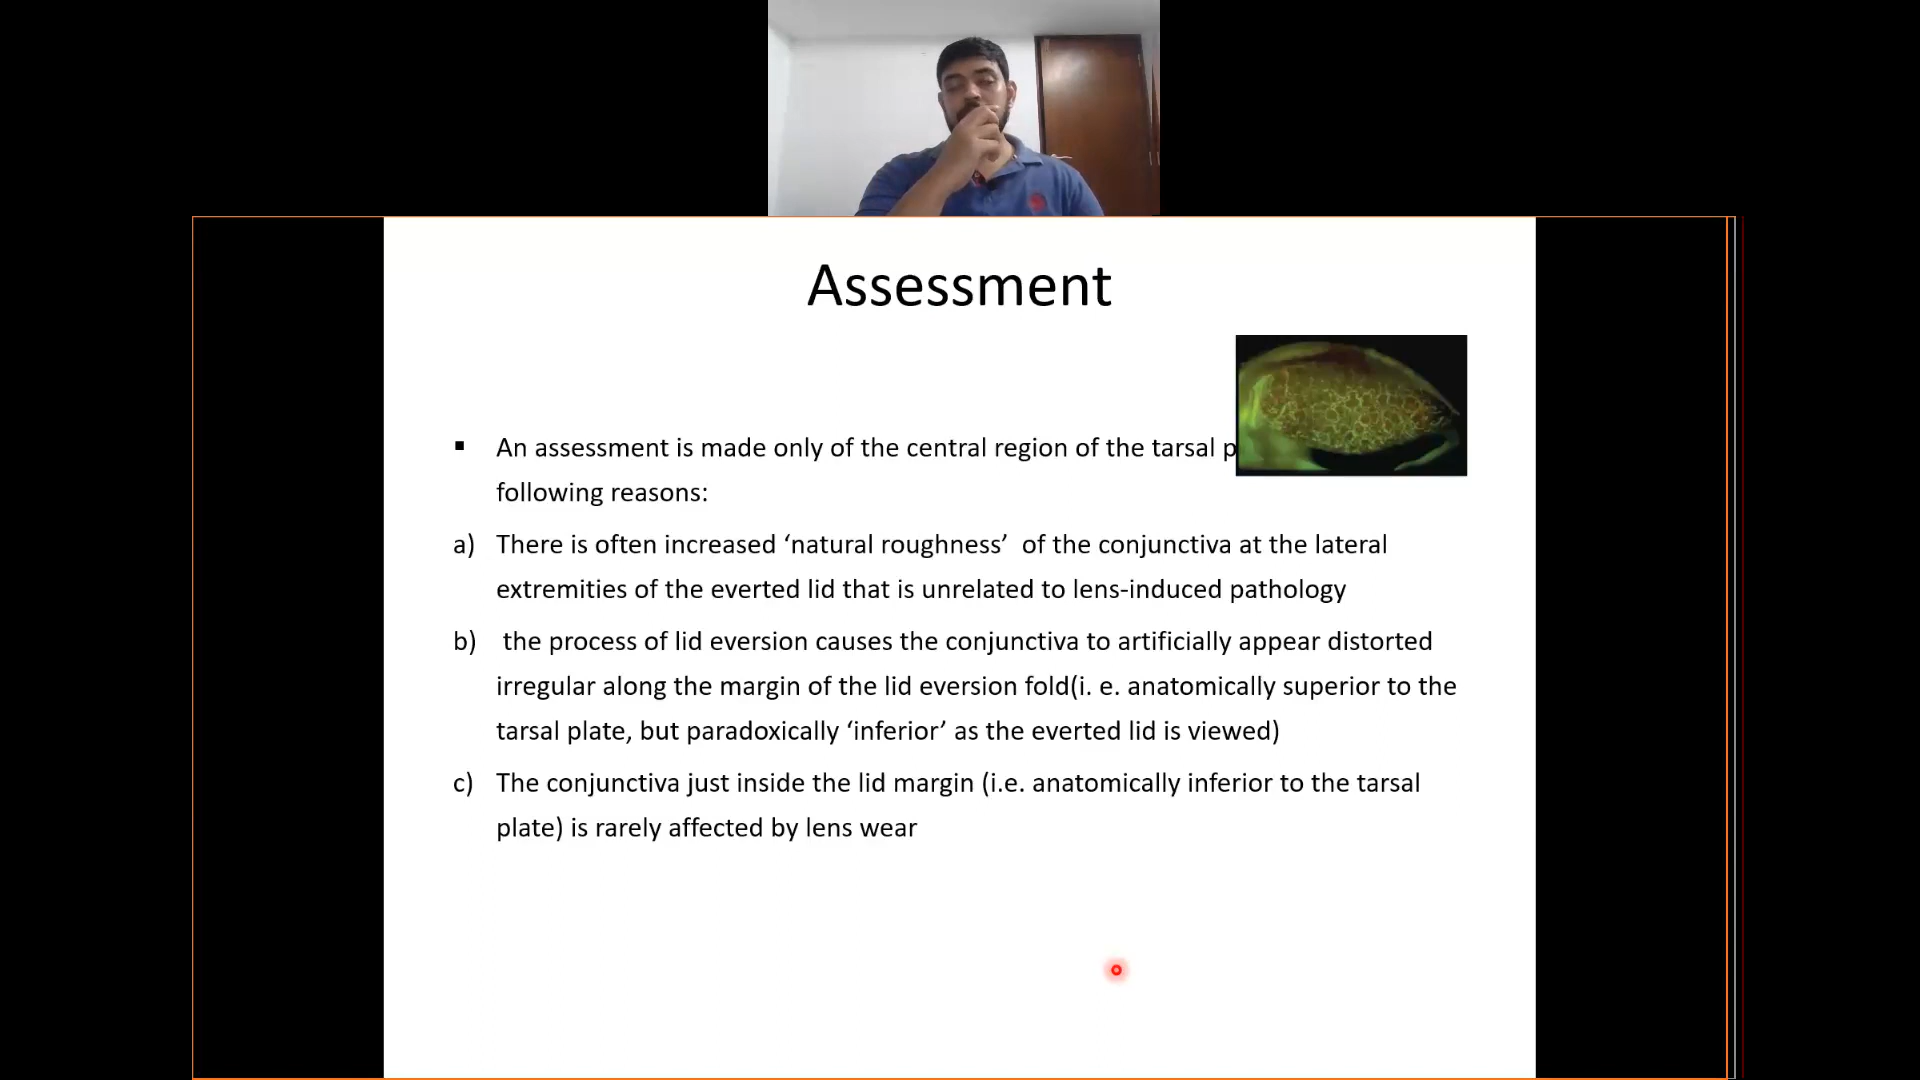 Assessment
▪ An assessment is made only of the central region of the tarsal
following reasons:
a) There is often increased ‘natural roughness’  of the conjunctiva at the lateral
extremities of the everted lid that is unrelated to lens-induced pathology
b)  the process of lid eversion causes the conjunctiva to artificially appear distorted
irregular along the margin of the lid eversion fold(i. e. anatomically superior to the
tarsal plate, but paradoxically ‘inferior’ as the everted lid is viewed)
c) The conjunctiva just inside the lid margin (i.e. anatomically inferior to the tarsal
plate) is rarely affected by lens wear